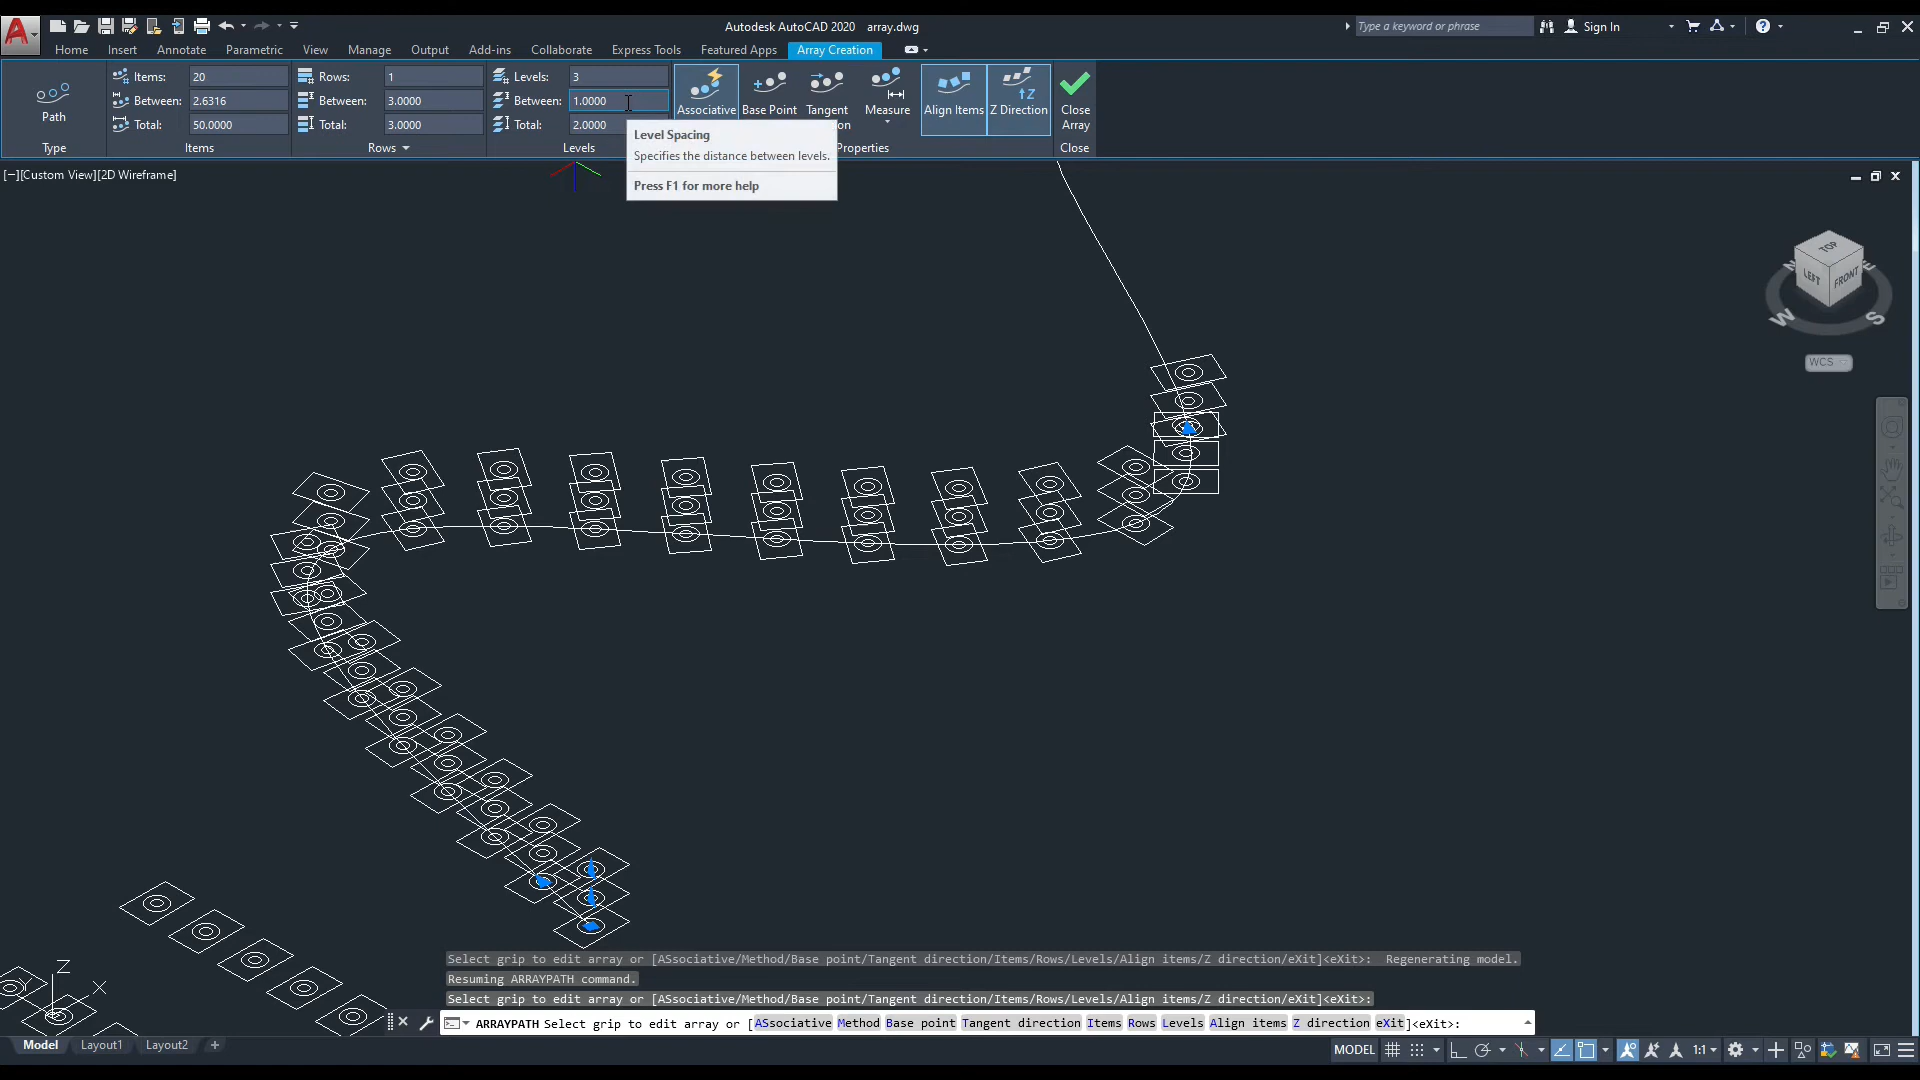 Autodesk AutoCAD 2020 array.dwg
Type a keyword or phrase
Sign In
Home Insert Annotate Parametric View Manage Output Add-ins Collaborate Express Tools Featured Apps Array Creation
Path
Type
Items: 20
Between: 2.6316
Total: 50.0000
Items
Rows: 1
Between: 3.0000
Total: 3.0000
Rows
Levels: 3
Between: 1.0000
Total: 2.0000
Levels
Associative
Base Point
Tangent
Measure
Align Items
Z Direction
Close
Array
Close
Level Spacing
Specifies the distance between levels.
Press F1 for more help
[−][Custom View][2D Wireframe]
TOP
LEFT
FRONT
W
S
WCS
Z
X
Select grip to edit array or [ASsociative/Method/Base point/Tangent direction/Items/Rows/Levels/Align items/Z direction/eXit]<eXit>: Regenerating model.
Resuming ARRAYPATH command.
Select grip to edit array or [ASsociative/Method/Base point/Tangent direction/Items/Rows/Levels/Align items/Z direction/eXit]<eXit>:
ARRAYPATH Select grip to edit array or [ASsociative Method Base point Tangent direction Items Rows Levels Align items Z direction eXit]<eXit>:
Model Layout1 Layout2 +
MODEL
1:1